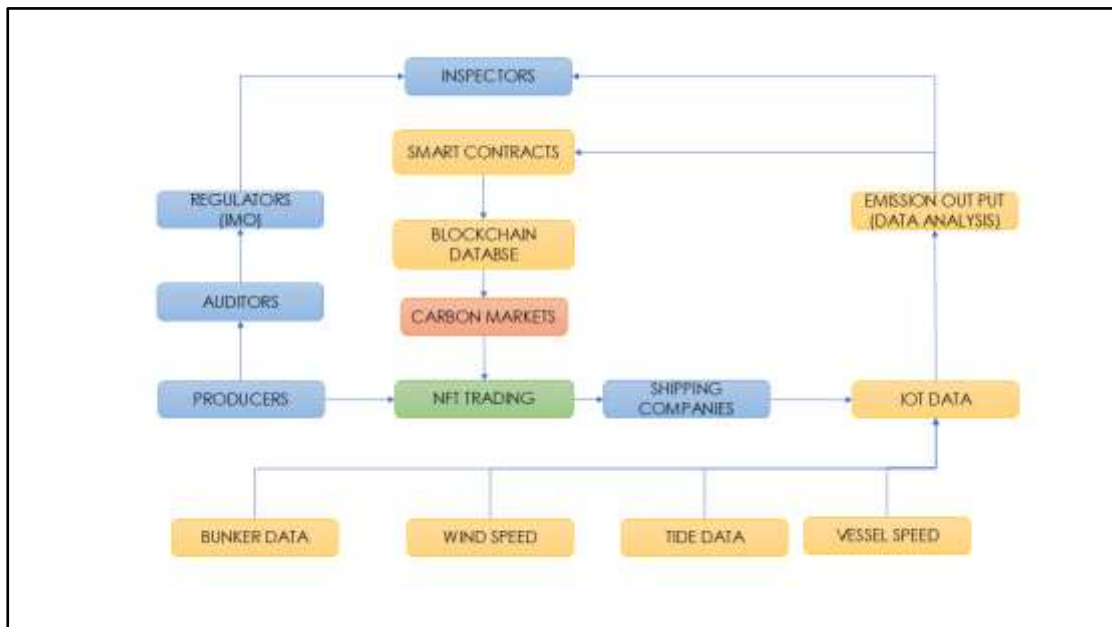 INSPECTORS
SMART CONTRACTS
REGULATORS
(IMO)
EMISSION OUT PUT
(DATA ANALYSIS)
BLOCKCHAIN
DATABSE
AUDITORS
CARBON MARKETS
PRODUCERS
NFT TRADING
SHIPPING
COMPANIES
IOT DATA
BUNKER DATA
WIND SPEED
TIDE DATA
VESSEL SPEED